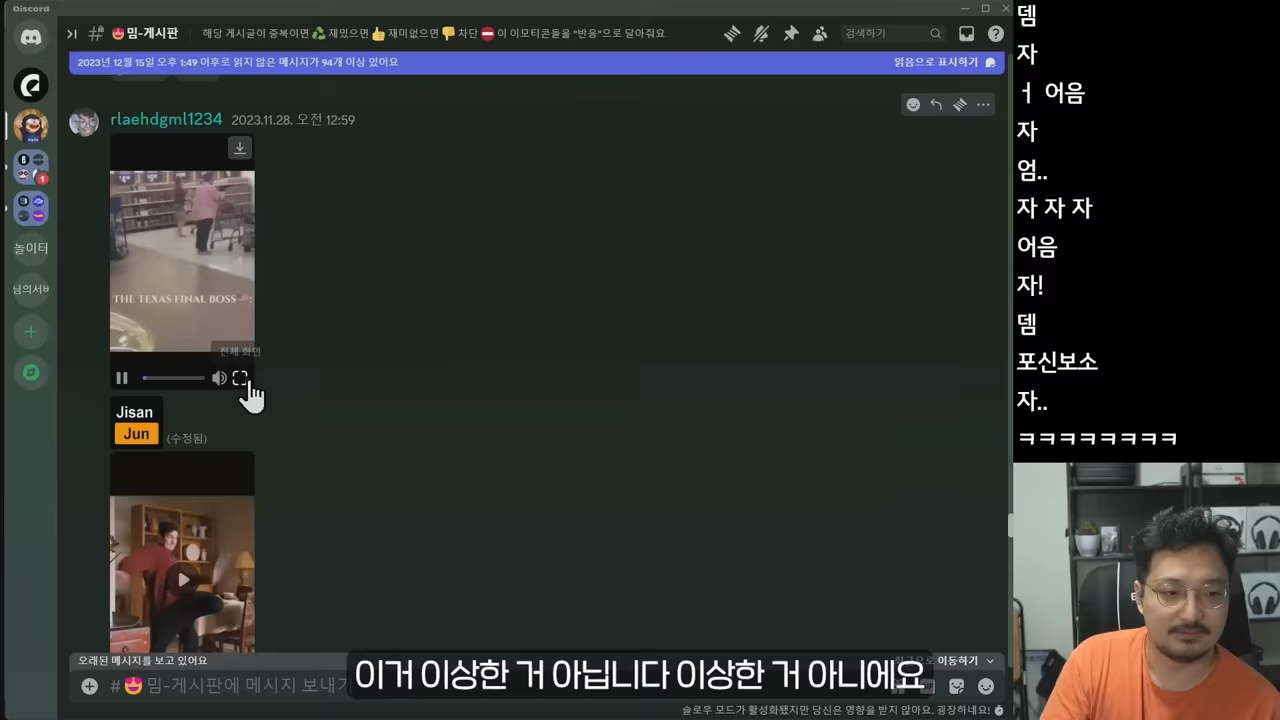 Discord
#😍밈-게시판
해당 게시글이 중복이면 ♻️ 재밌으면 👍 재미없으면 👎 차단 ⛔ 이 이모티콘들을 "반응"으로 달아줘요
검색하기
2023년 12월 15일 오후 1:49 이후로 읽지 않은 메시지가 94개 이상 있어요
읽음으로 표시하기
rlaehdgml1234
2023.11.28. 오전 12:59
THE TEXAS FINAL BOSS
전체 화면
Jisan
Jun
(수정됨)
1
놀이터
님의서버
오래된 메시지를 보고 있어요
이동하기
#😍밈-게시판에 메시지 보내기
이거 이상한 거 아닙니다 이상한 거 아니에요
슬로우 모드가 활성화됐지만 당신은 영향을 받지 않아요. 굉장하네요!
뎀
자
ㅓ 어음
자
엄..
자 자 자
어음
자!
뎀
포신보소
자..
ㅋㅋㅋㅋㅋㅋㅋㅋ